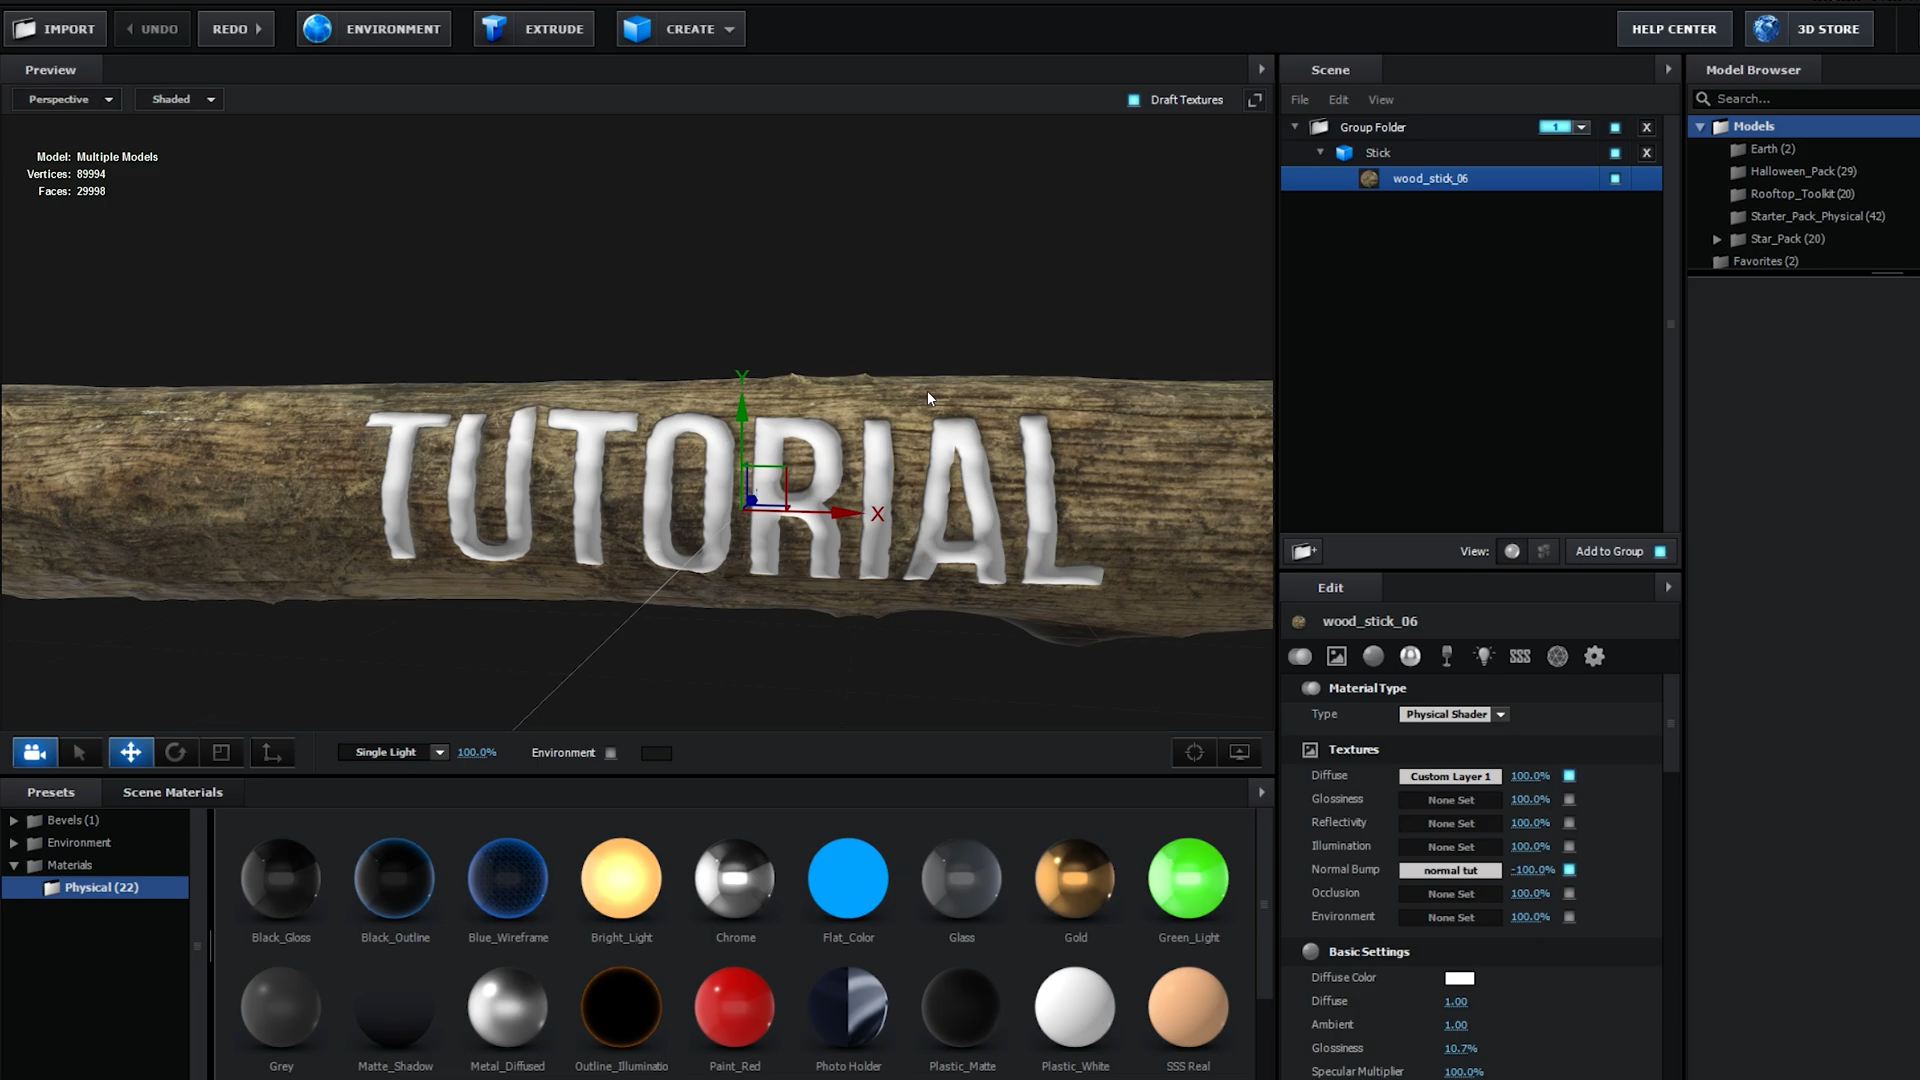 IMPORT
UNDO
REDO
ENVIRONMENT
EXTRUDE
CREATE
HELP CENTER
3D STORE
Preview
Perspective
Shaded
Draft Textures
Model: Multiple Models
Vertices: 89994
Faces: 29998
Y
X
TUTORIAL
Single Light
100.0%
Environment
Scene
File Edit View
Group Folder
1
X
Stick
X
wood_stick_06
View:
Add to Group
Model Browser
Search...
Models
Earth (2)
Halloween_Pack (29)
Rooftop_Toolkit (20)
Starter_Pack_Physical (42)
Star_Pack (20)
Favorites (2)
Edit
wood_stick_06
SSS
Material Type
Type Physical Shader
Textures
Diffuse Custom Layer 1 100.0%
Glossiness None Set 100.0%
Reflectivity None Set 100.0%
Illumination None Set 100.0%
Normal Bump normal tut -100.0%
Occlusion None Set 100.0%
Environment None Set 100.0%
Basic Settings
Diffuse Color
Diffuse 1.00
Ambient 1.00
Glossiness 10.7%
Specular Multiplier 100.0%
Presets
Scene Materials
Bevels (1)
Environment
Materials
Physical (22)
Black_Gloss
Black_Outline
Blue_Wireframe
Bright_Light
Chrome
Flat_Color
Glass
Gold
Green_Light
Grey
Matte_Shadow
Metal_Diffused
Outline_Illuminatio
Paint_Red
Photo Holder
Plastic_Matte
Plastic_White
SSS Real